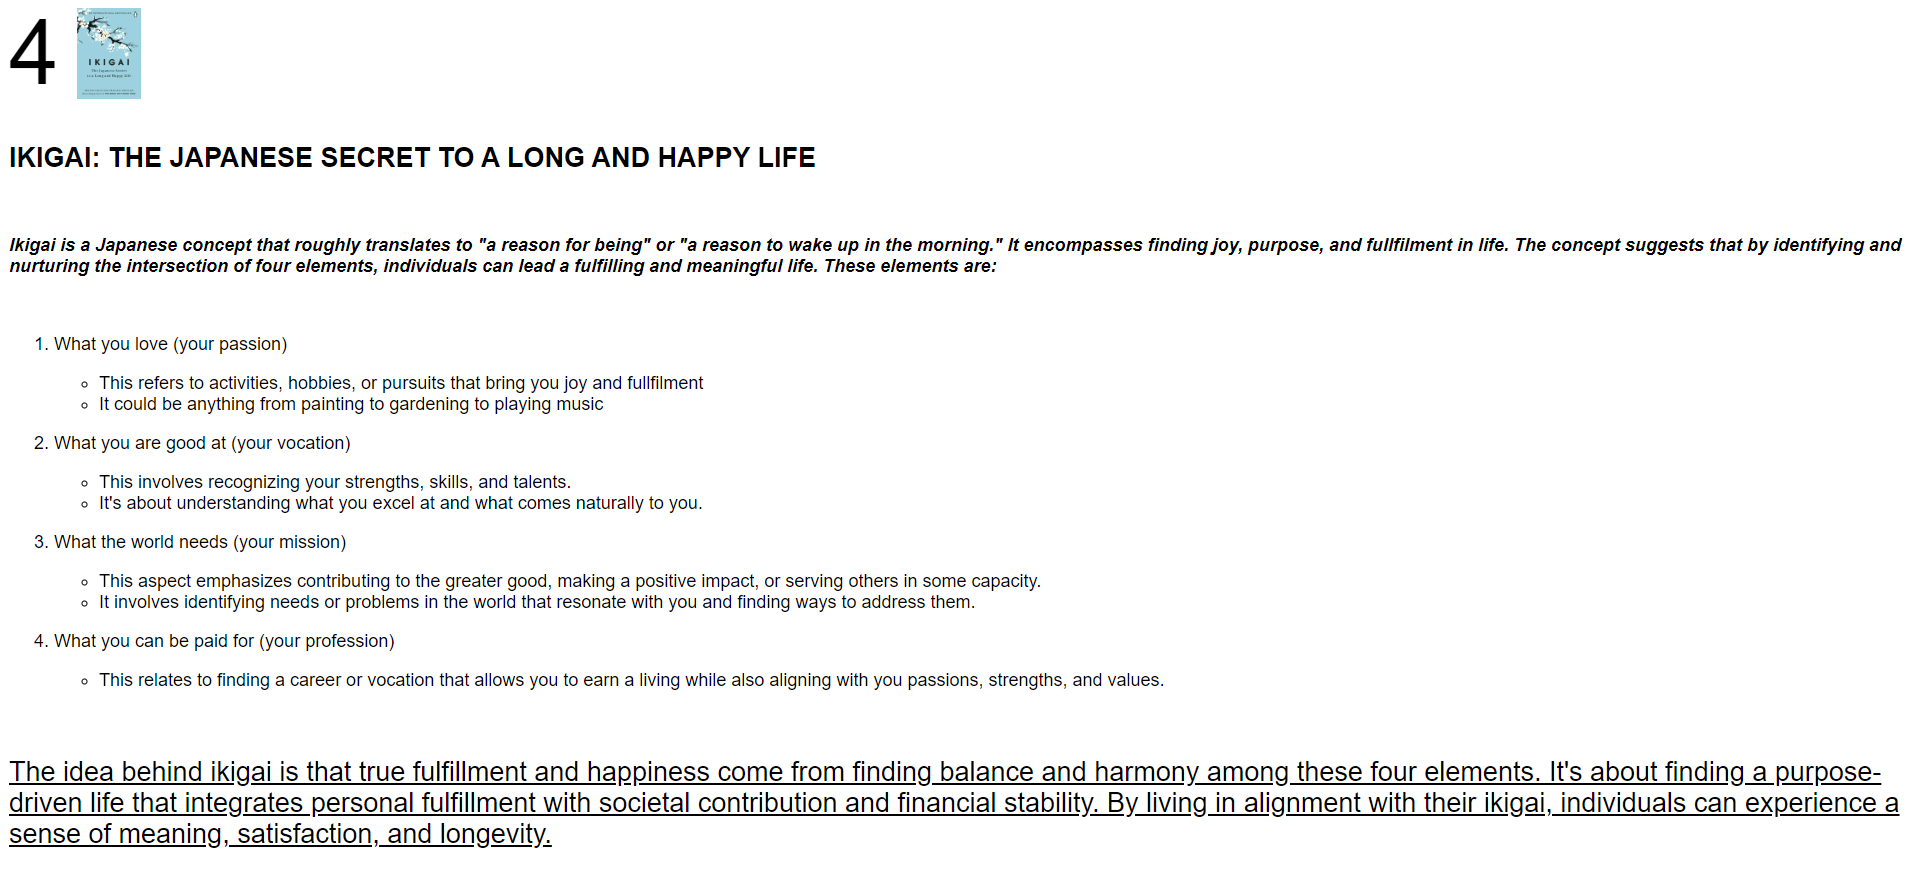 4
IKIGAI
The Japanese Secret
to a Long and Happy Life
IKIGAI: THE JAPANESE SECRET TO A LONG AND HAPPY LIFE
Ikigai is a Japanese concept that roughly translates to "a reason for being" or "a reason to wake up in the morning." It encompasses finding joy, purpose, and fullfilment in life. The concept suggests that by identifying and
nurturing the intersection of four elements, individuals can lead a fulfilling and meaningful life. These elements are:
1. What you love (your passion)
◦ This refers to activities, hobbies, or pursuits that bring you joy and fullfilment
◦ It could be anything from painting to gardening to playing music
2. What you are good at (your vocation)
◦ This involves recognizing your strengths, skills, and talents.
◦ It's about understanding what you excel at and what comes naturally to you.
3. What the world needs (your mission)
◦ This aspect emphasizes contributing to the greater good, making a positive impact, or serving others in some capacity.
◦ It involves identifying needs or problems in the world that resonate with you and finding ways to address them.
4. What you can be paid for (your profession)
◦ This relates to finding a career or vocation that allows you to earn a living while also aligning with you passions, strengths, and values.
The idea behind ikigai is that true fulfillment and happiness come from finding balance and harmony among these four elements. It's about finding a purpose-
driven life that integrates personal fulfillment with societal contribution and financial stability. By living in alignment with their ikigai, individuals can experience a
sense of meaning, satisfaction, and longevity.